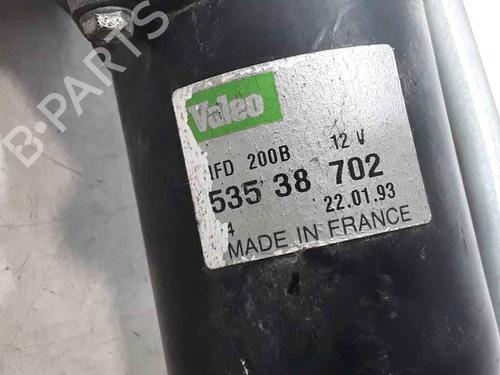 Valeo
IFD 200B 12 V
535 38 702
4 22.01.93
MADE IN FRANCE
B-PARTS